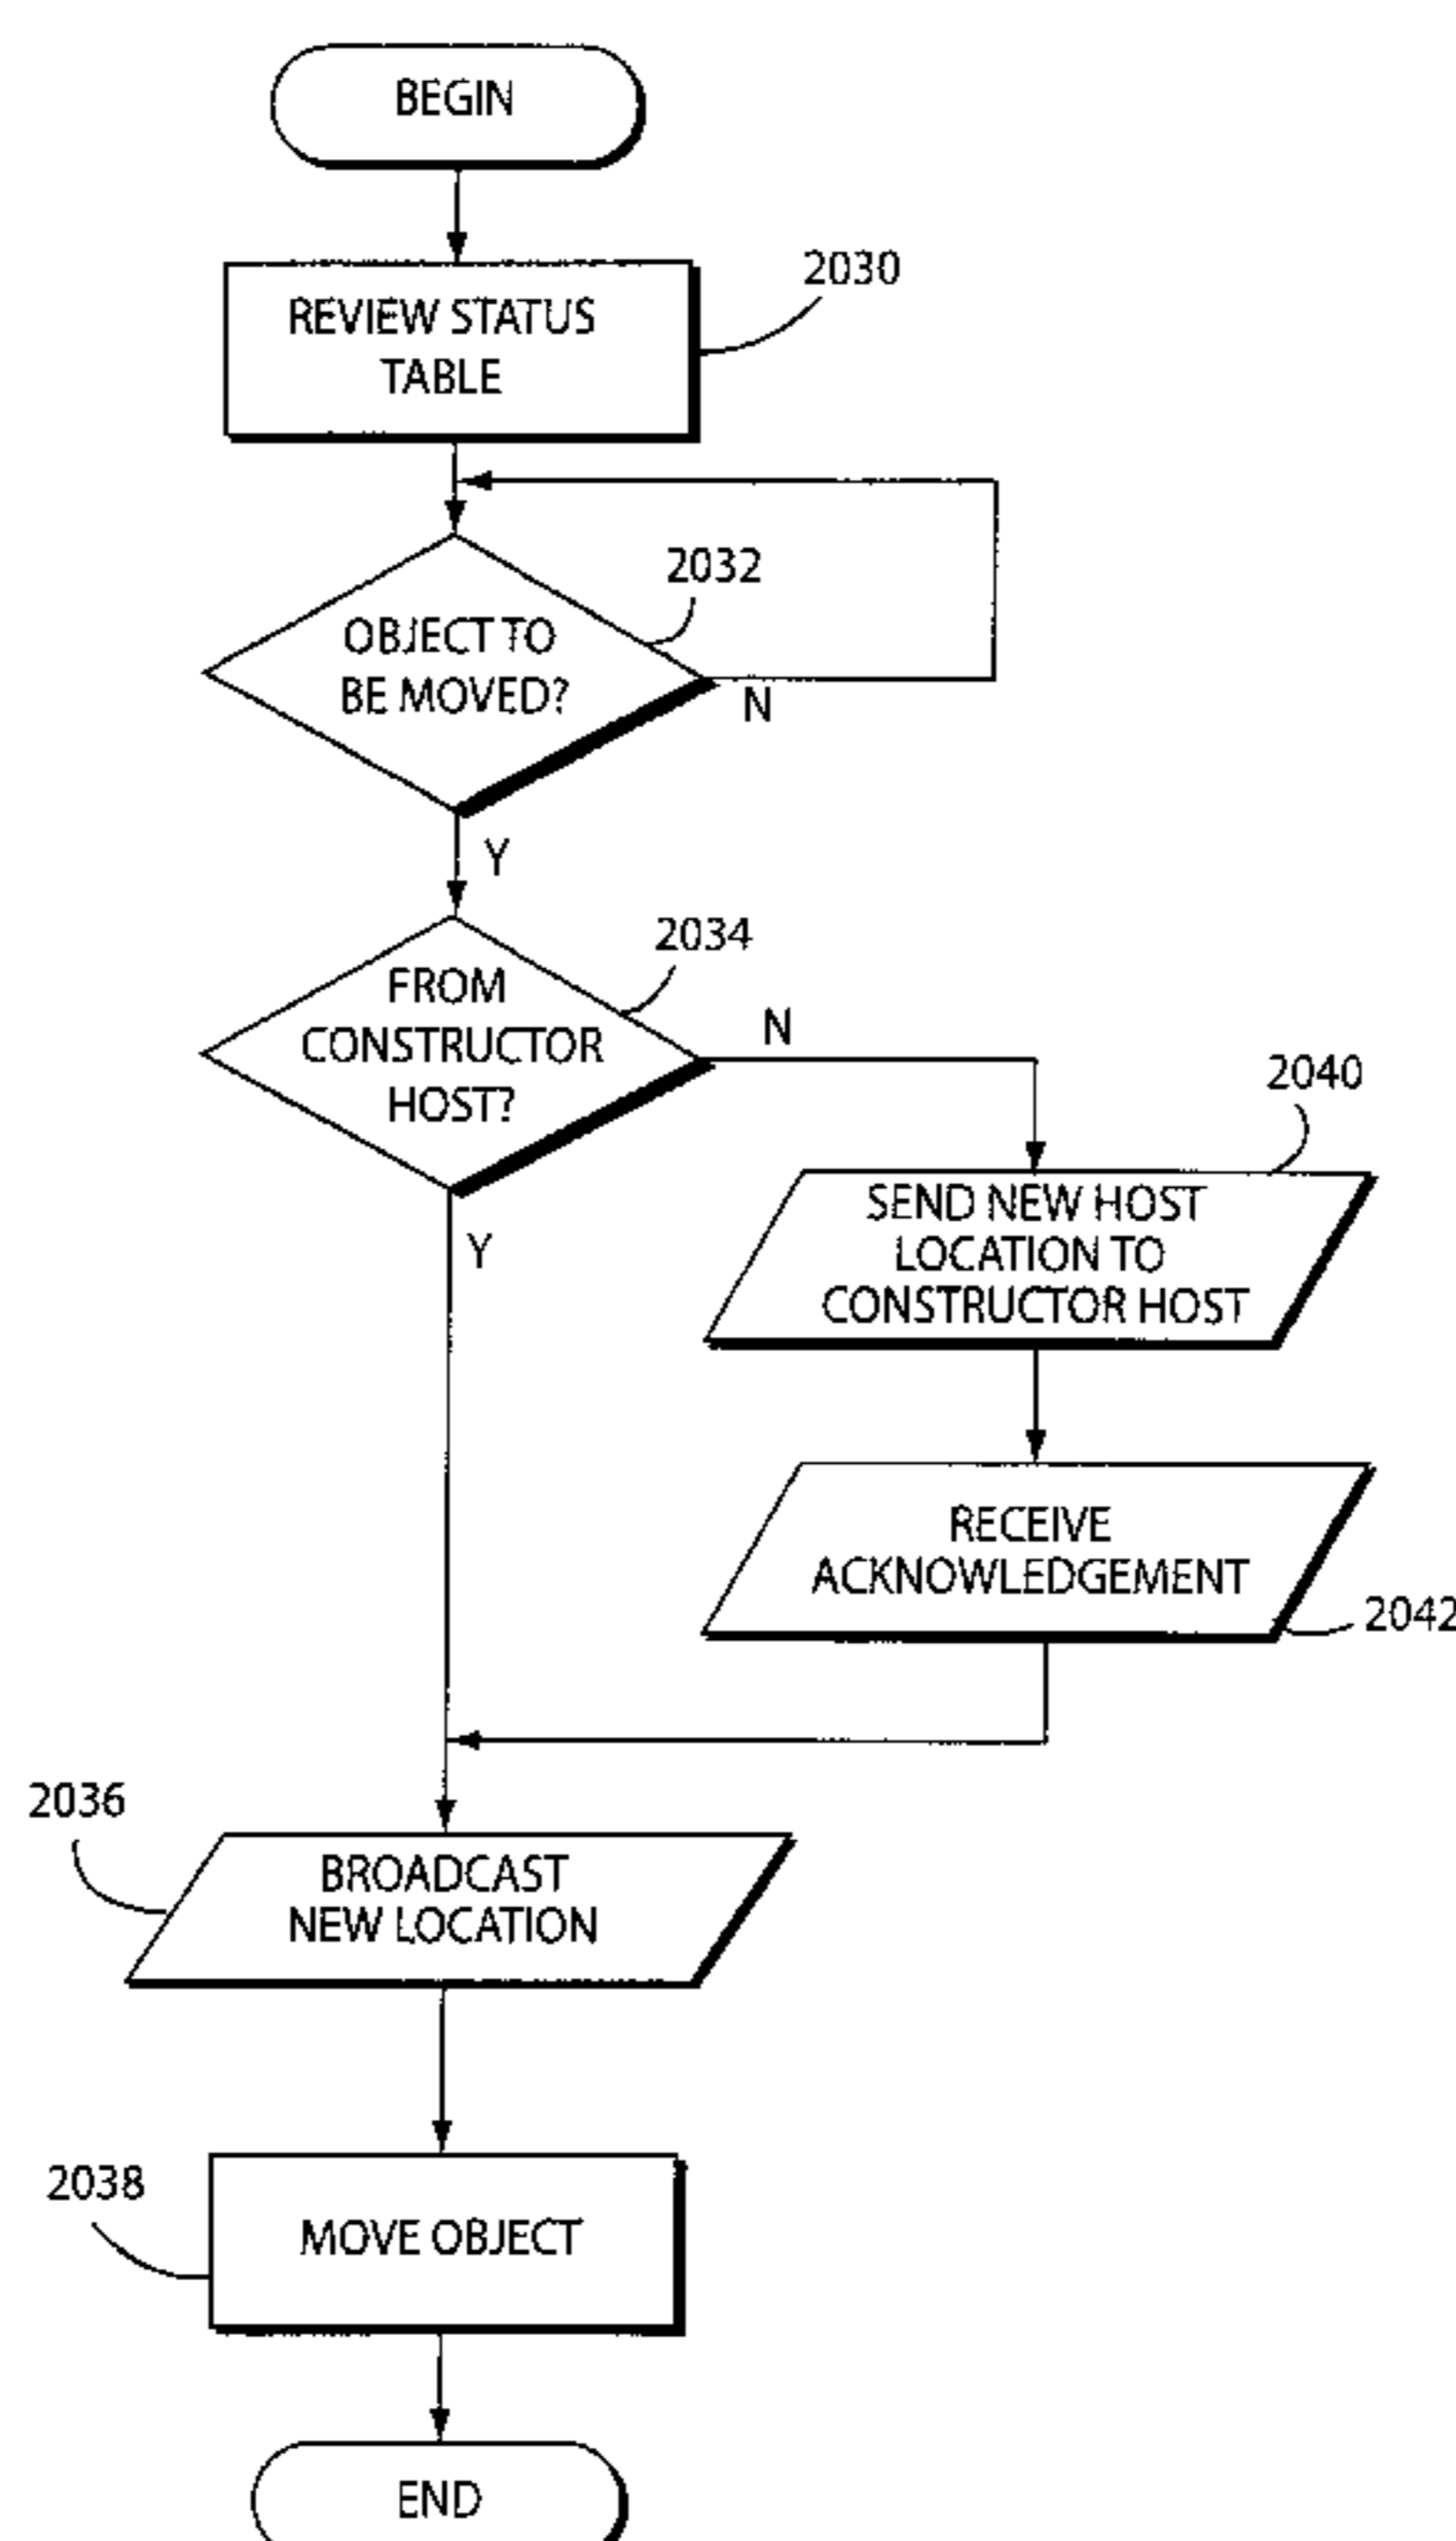 BEGIN
REVIEW STATUS
TABLE
2030
OBJECT TO
BE MOVED?
2032
N
Y
FROM
CONSTRUCTOR
HOST?
2034
N
Y
SEND NEW HOST
LOCATION TO
CONSTRUCTOR HOST
2040
RECEIVE
ACKNOWLEDGEMENT
2042
BROADCAST
NEW LOCATION
2036
MOVE OBJECT
2038
END